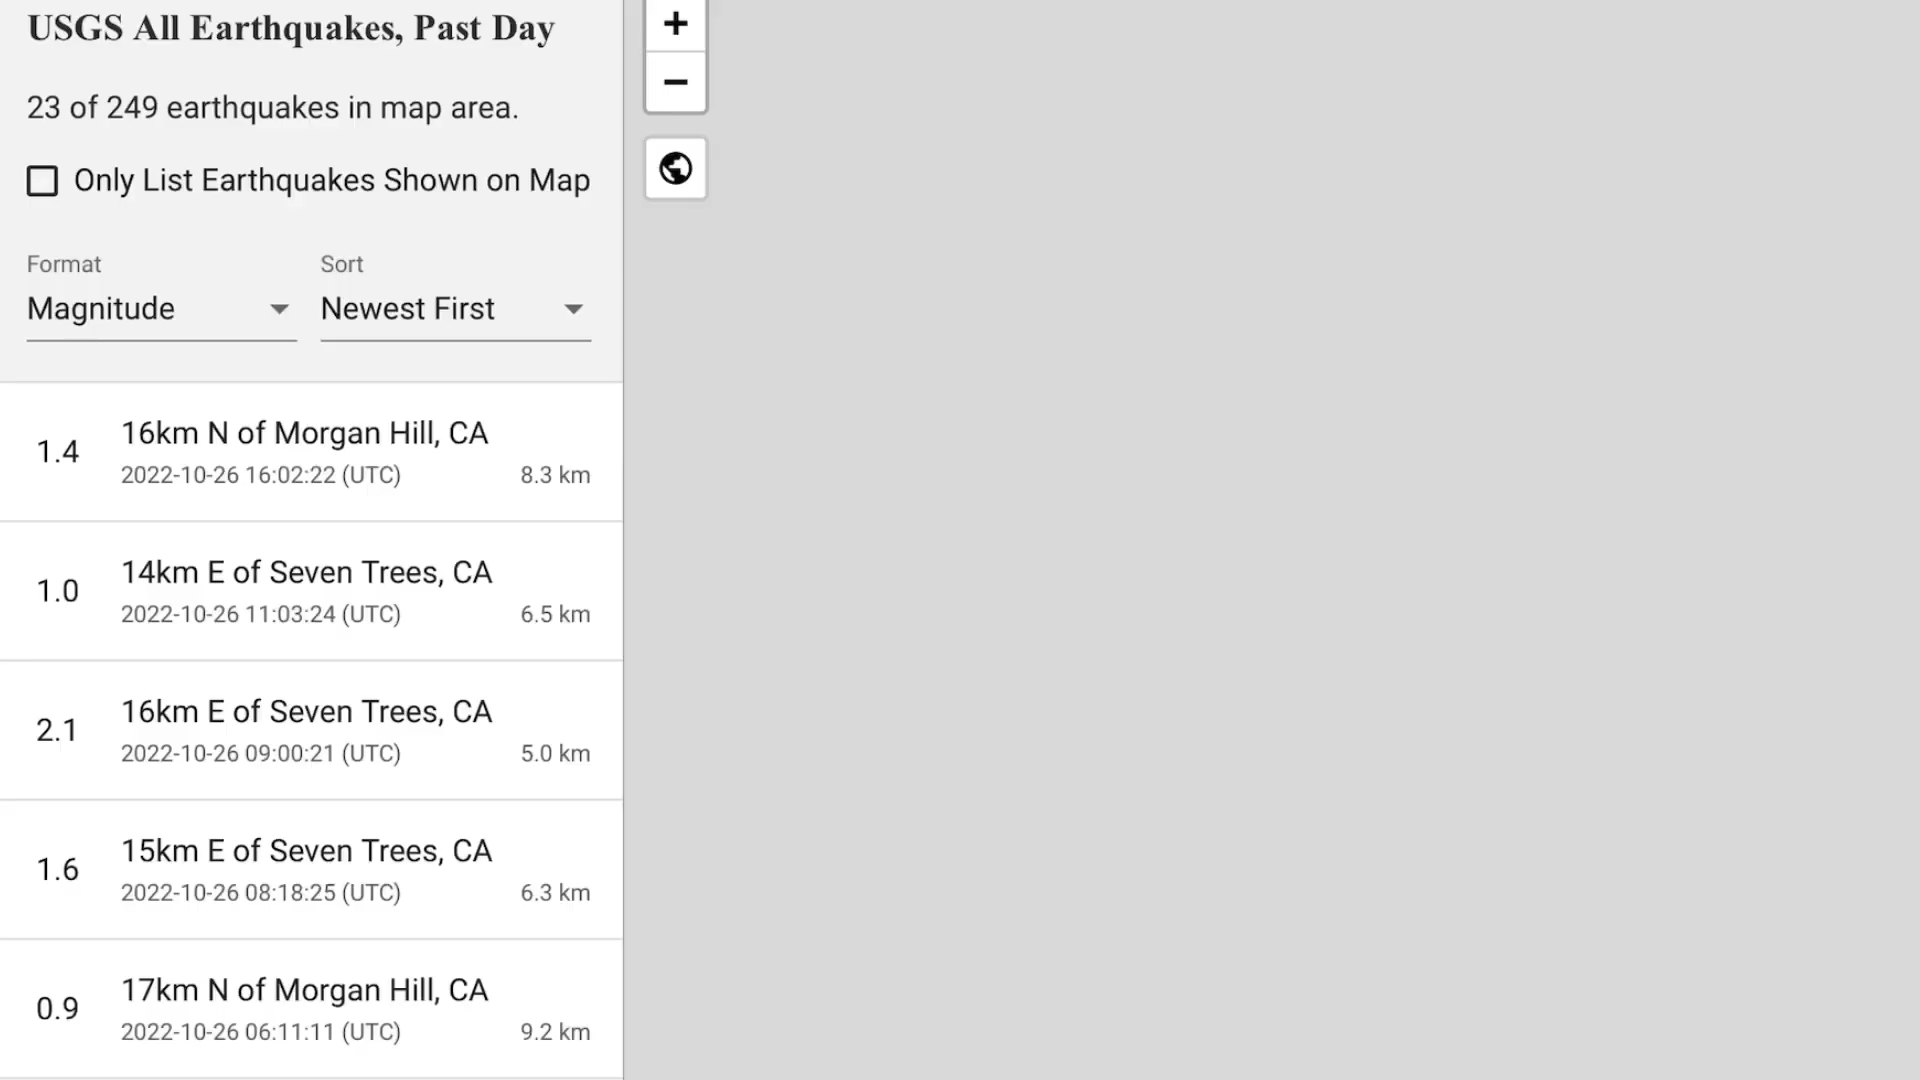 USGS All Earthquakes, Past Day
23 of 249 earthquakes in map area.
Only List Earthquakes Shown on Map
Format Sort
Magnitude Newest First
1.4 16km N of Morgan Hill, CA
2022-10-26 16:02:22 (UTC) 8.3 km
1.0 14km E of Seven Trees, CA
2022-10-26 11:03:24 (UTC) 6.5 km
2.1 16km E of Seven Trees, CA
2022-10-26 09:00:21 (UTC) 5.0 km
1.6 15km E of Seven Trees, CA
2022-10-26 08:18:25 (UTC) 6.3 km
0.9 17km N of Morgan Hill, CA
2022-10-26 06:11:11 (UTC) 9.2 km
+
−